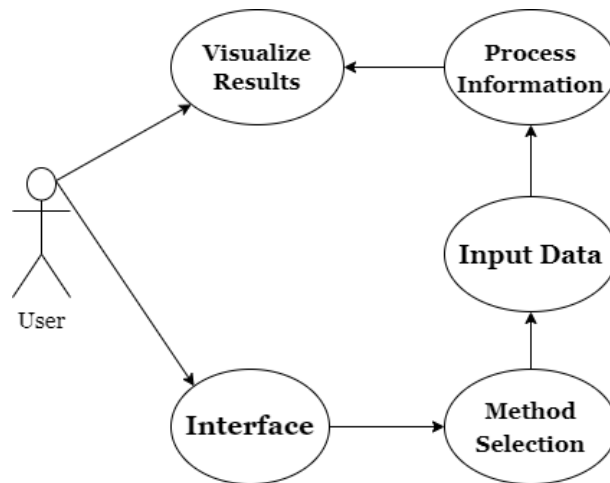 Visualize
Results
Process
Information
User
Input Data
Interface
Method
Selection